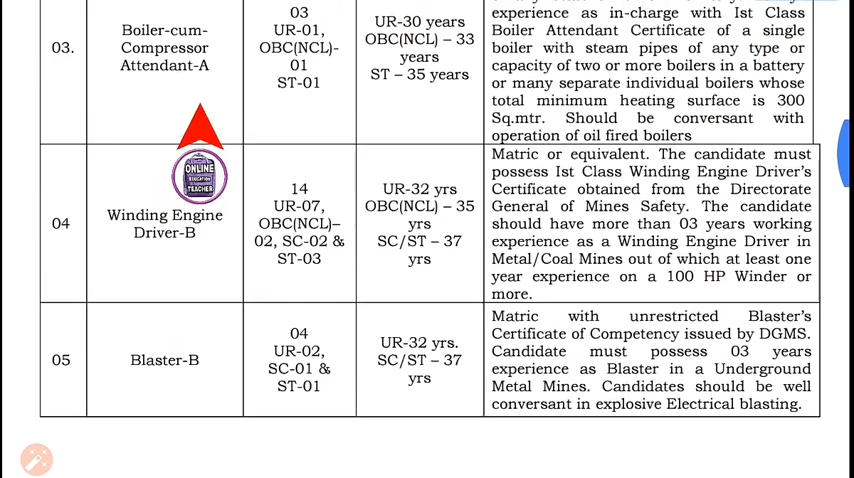 03.
Boiler-cum-
Compressor
Attendant-A
03
UR-01,
OBC(NCL)-
01
ST-01
UR-30 years
OBC(NCL) – 33
years
ST – 35 years
experience as in-charge with Ist Class
Boiler Attendant Certificate of a single
boiler with steam pipes of any type or
capacity of two or more boilers in a battery
or many separate individual boilers whose
total minimum heating surface is 300
Sq.mtr. Should be conversant with
operation of oil fired boilers
ONLINE
EDUCATION
TEACHER
04
Winding Engine
Driver-B
14
UR-07,
OBC(NCL)–
02, SC-02 &
ST-03
UR-32 yrs
OBC(NCL) – 35
yrs
SC/ST – 37
yrs
Matric or equivalent. The candidate must
possess Ist Class Winding Engine Driver’s
Certificate obtained from the Directorate
General of Mines Safety. The candidate
should have more than 03 years working
experience as a Winding Engine Driver in
Metal/Coal Mines out of which at least one
year experience on a 100 HP Winder or
more.
05
Blaster-B
04
UR-02,
SC-01 &
ST-01
UR-32 yrs.
SC/ST – 37
yrs
Matric with unrestricted Blaster’s
Certificate of Competency issued by DGMS.
Candidate must possess 03 years
experience as Blaster in a Underground
Metal Mines. Candidates should be well
conversant in explosive Electrical blasting.